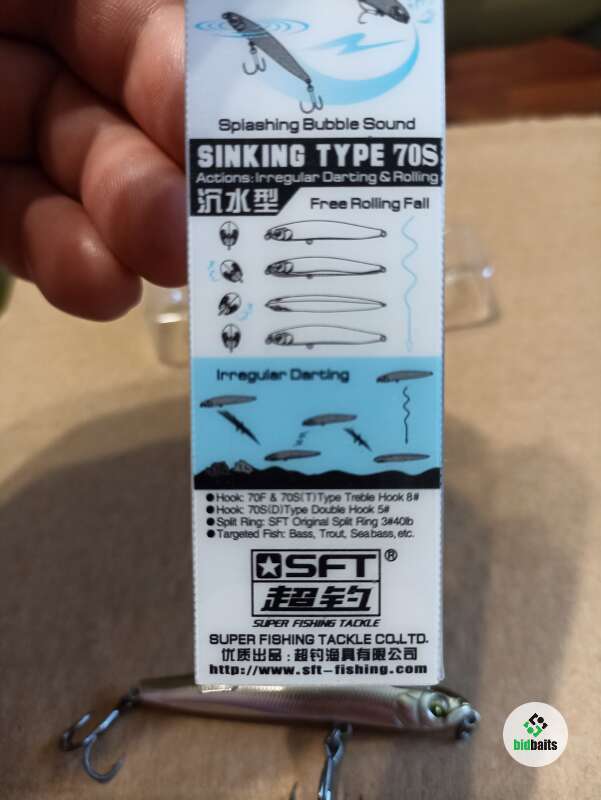 Splashing Bubble Sound
SINKING TYPE 70S
Actions: Irregular Darting & Rolling
沉水型
Free Rolling Fall
Irregular Darting
●Hook: 70F & 70S(T)Type Treble Hook 8#
●Hook: 70S(D)Type Double Hook 5#
●Split Ring: SFT Original Split Ring 3#40lb
●Targeted Fish: Bass, Trout, Seabass, etc.
SFT®
超钓
SUPER FISHING TACKLE
SUPER FISHING TACKLE CO.,LTD.
优质出品:超钓渔具有限公司
http://www.sft-fishing.com
bidbaits